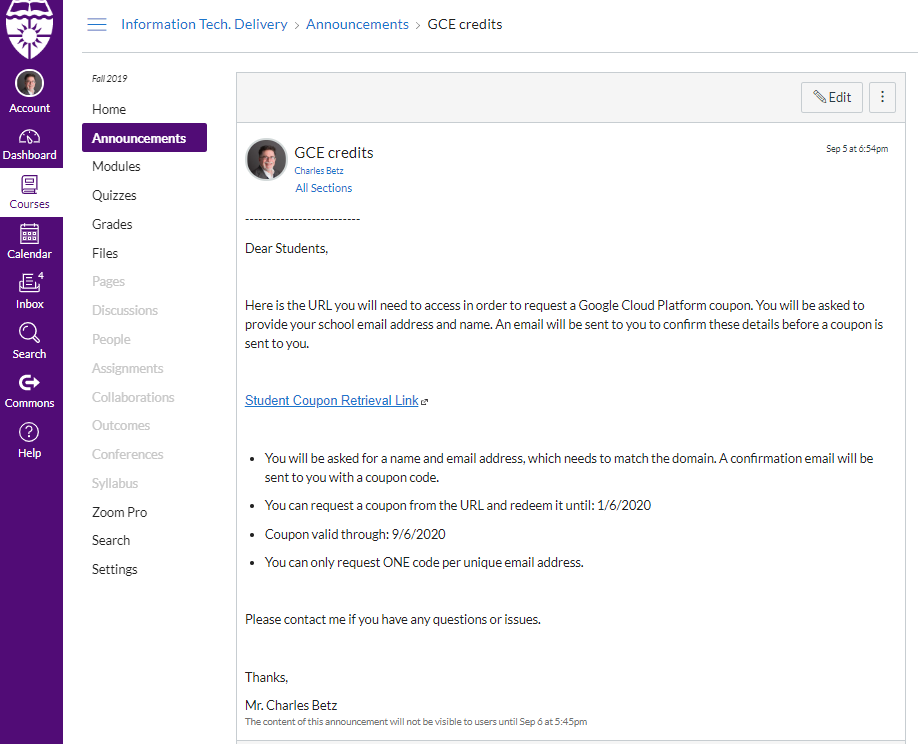 Account
Dashboard
Courses
Calendar
4
Inbox
Search
Commons
Help
Information Tech. Delivery > Announcements > GCE credits
Fall 2019
Home
Announcements
Modules
Quizzes
Grades
Files
Pages
Discussions
People
Assignments
Collaborations
Outcomes
Conferences
Syllabus
Zoom Pro
Search
Settings
Edit
GCE credits
Sep 5 at 6:54pm
Charles Betz
All Sections
--------------------------
Dear Students,
Here is the URL you will need to access in order to request a Google Cloud Platform coupon. You will be asked to
provide your school email address and name. An email will be sent to you to confirm these details before a coupon is
sent to you.
Student Coupon Retrieval Link
• You will be asked for a name and email address, which needs to match the domain. A confirmation email will be
sent to you with a coupon code.
• You can request a coupon from the URL and redeem it until: 1/6/2020
• Coupon valid through: 9/6/2020
• You can only request ONE code per unique email address.
Please contact me if you have any questions or issues.
Thanks,
Mr. Charles Betz
The content of this announcement will not be visible to users until Sep 6 at 5:45pm